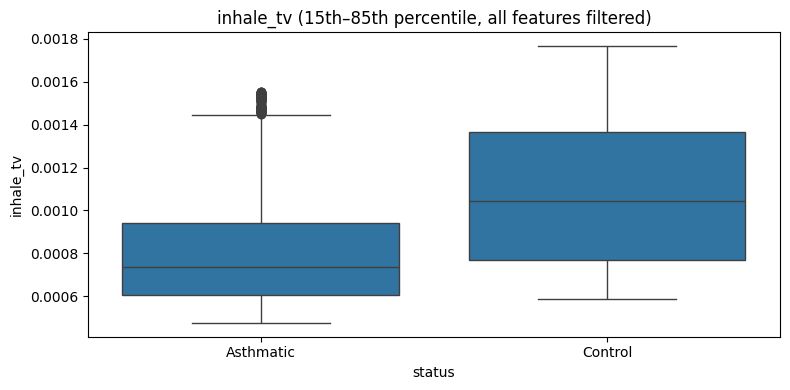 inhale_tv (15th–85th percentile, all features filtered)
0.0018
0.0016
0.0014
0.0012
0.0010
0.0008
0.0006
inhale_tv
Asthmatic
Control
status